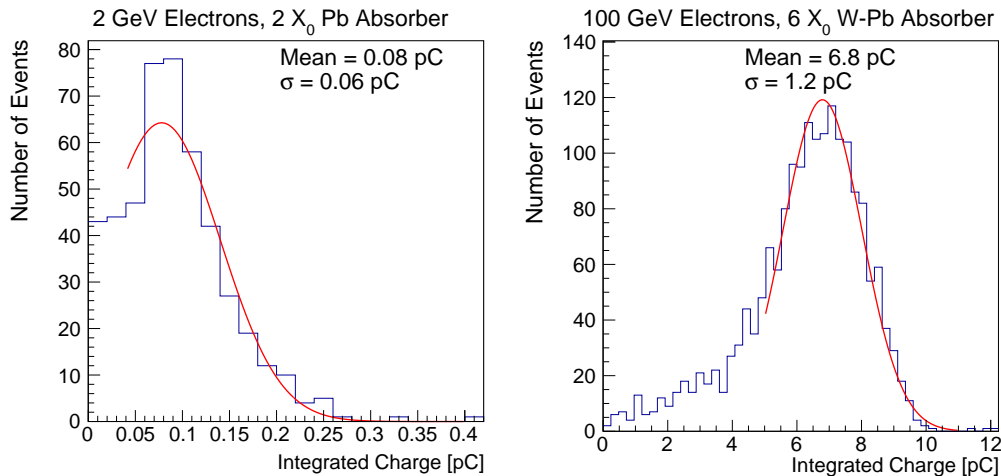 2 GeV Electrons, 2 X₀ Pb Absorber
Number of Events
80
70
60
50
40
30
20
10
0
Mean = 0.08 pC
σ = 0.06 pC
0 0.05 0.1 0.15 0.2 0.25 0.3 0.35 0.4
Integrated Charge [pC]
100 GeV Electrons, 6 X₀ W-Pb Absorber
Number of Events
140
120
100
80
60
40
20
0
Mean = 6.8 pC
σ = 1.2 pC
0 2 4 6 8 10 12
Integrated Charge [pC]